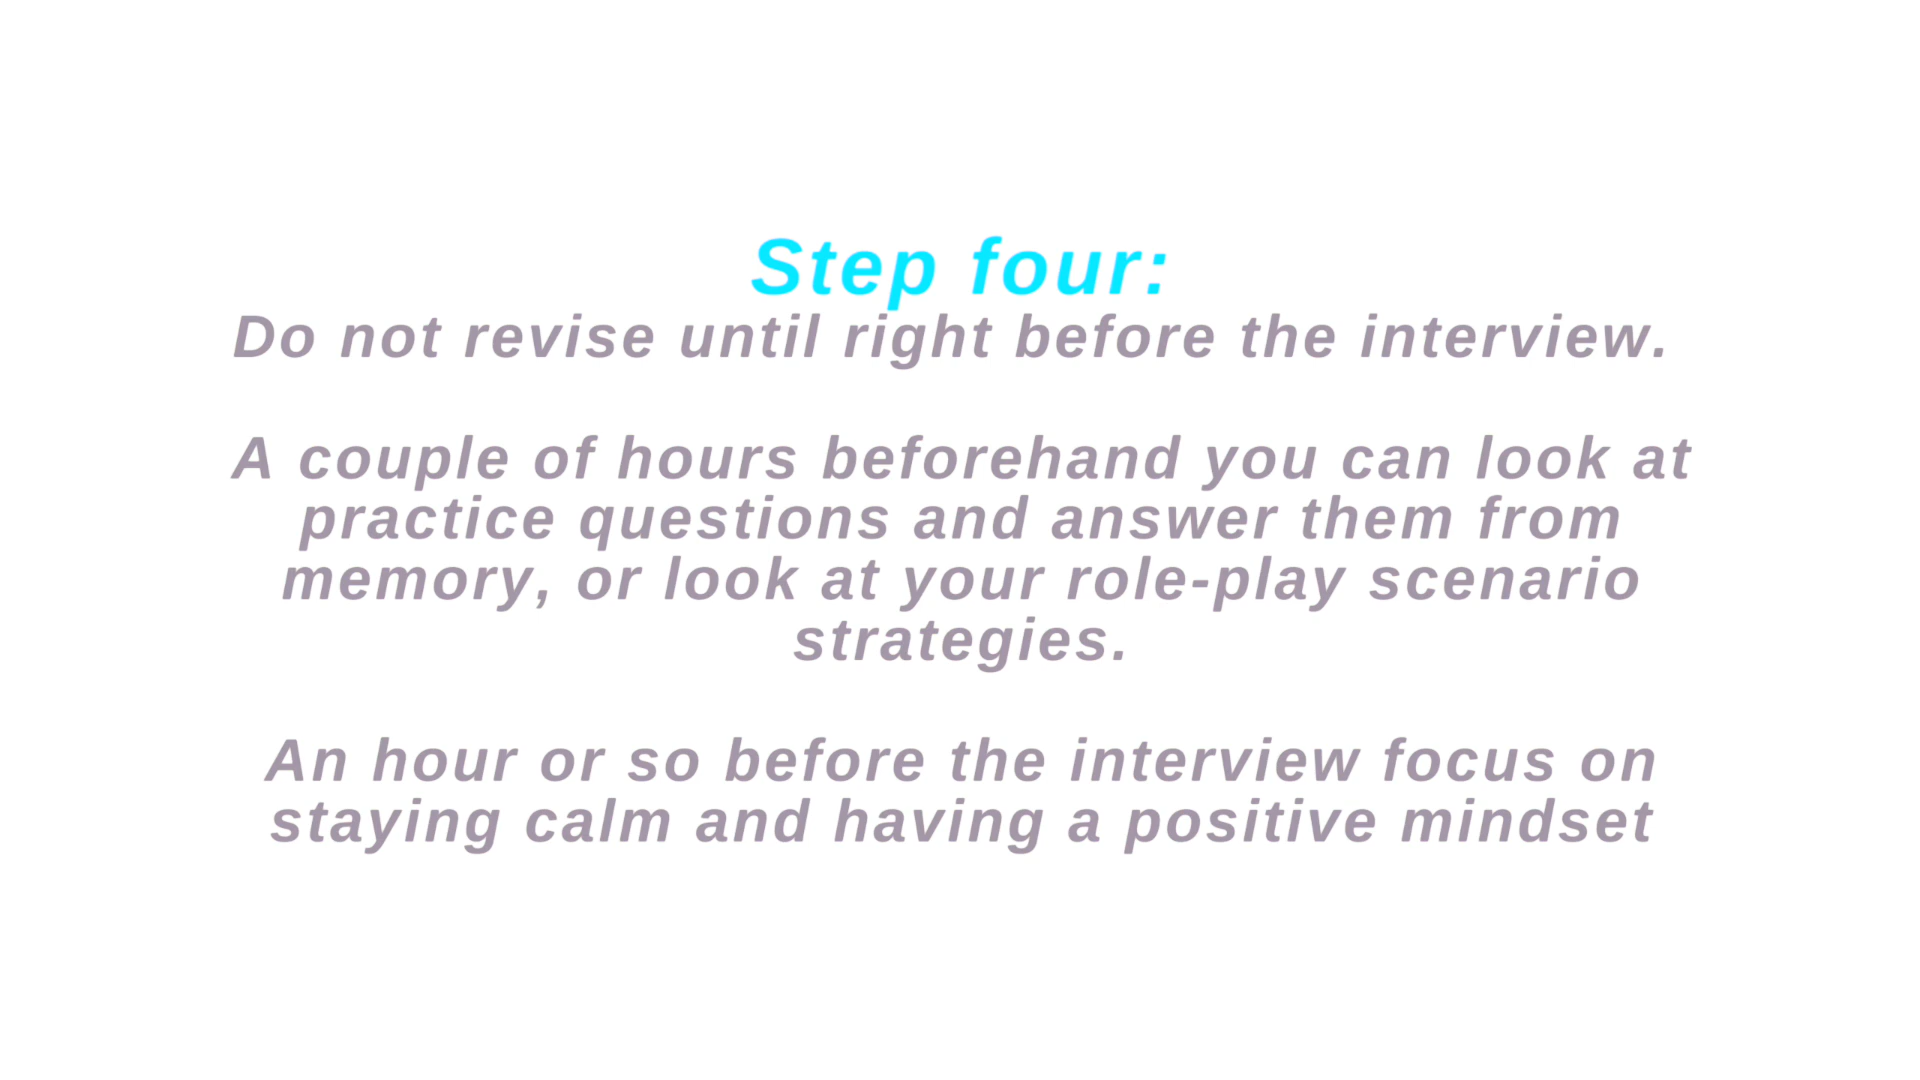 Step four:
Do not revise until right before the interview.
A couple of hours beforehand you can look at
practice questions and answer them from
memory, or look at your role-play scenario
strategies.
An hour or so before the interview focus on
staying calm and having a positive mindset